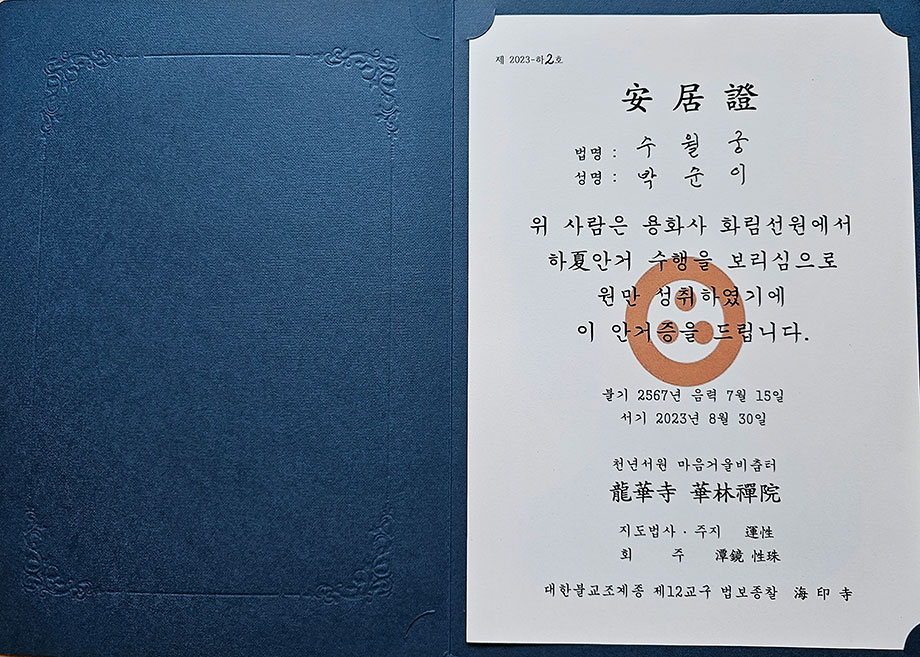 제 2023-하2호
安居證
법명 : 수월궁
성명 : 박순이
위 사람은 용화사 화림선원에서
하夏안거 수행을 보리심으로
원만 성취하였기에
이 안거증을 드립니다.
불기 2567년 음력 7월 15일
서기 2023년 8월 30일
천년서원 마음거울비춤터
龍華寺 華林禪院
지도법사·주지 運性
회 주 潭鏡 性珠
대한불교조계종 제12교구 법보종찰 海印寺